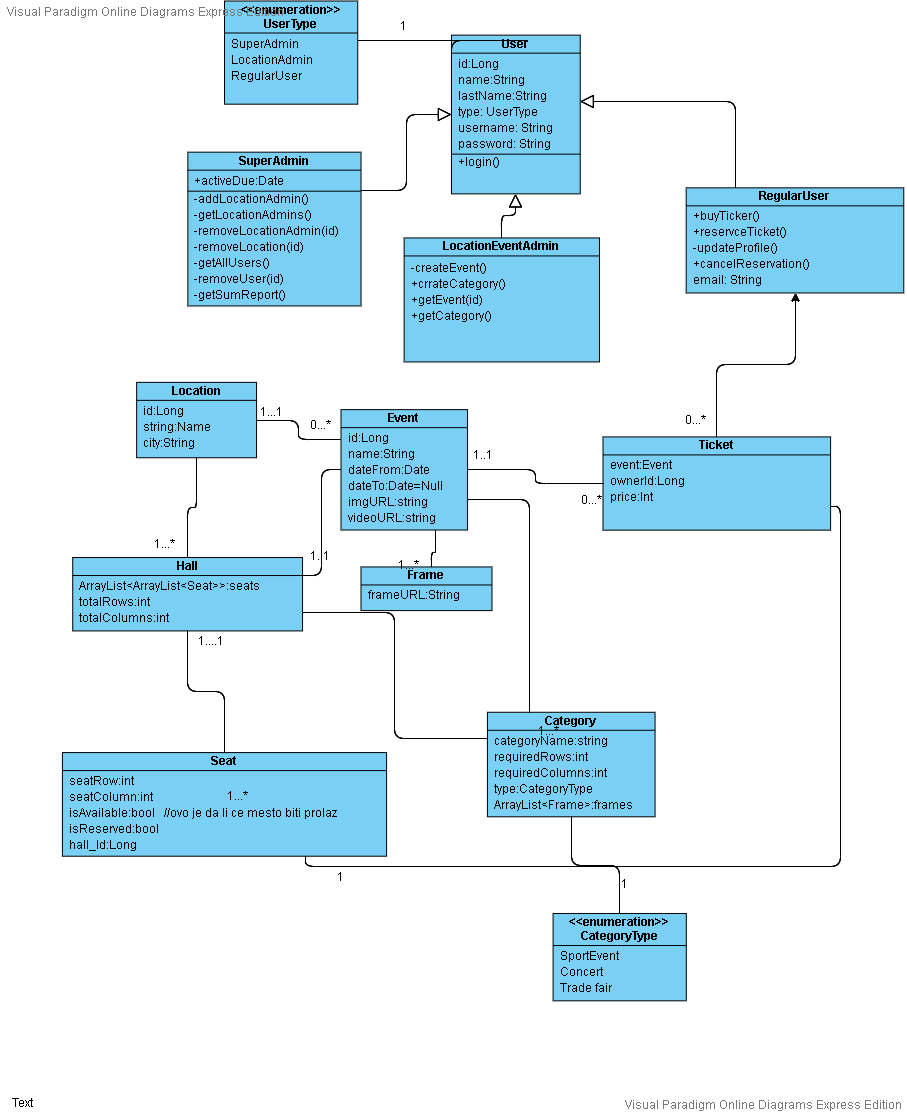 Visual Paradigm Online Diagrams Express Edition
<<enumeration>>
UserType
SuperAdmin
LocationAdmin
RegularUser
1
User
id:Long
name:String
lastName:String
type: UserType
username: String
password: String
+login()
SuperAdmin
+activeDue:Date
-addLocationAdmin()
-getLocationAdmins()
-removeLocationAdmin(id)
-removeLocation(id)
-getAllUsers()
-removeUser(id)
-getSumReport()
RegularUser
+buyTicker()
+reservceTicket()
-updateProfile()
+cancelReservation()
email: String
LocationEventAdmin
-createEvent()
+crrateCategory()
+getEvent(id)
+getCategory()
Location
id:Long
string:Name
city:String
1...1
0...*
Event
id:Long
name:String
dateFrom:Date
dateTo:Date=Null
imgURL:string
videoURL:string
0...*
1..1
0...*
Ticket
event:Event
ownerId:Long
price:Int
1...*
1..1
1...*
Hall
ArrayList<ArrayList<Seat>>:seats
totalRows:int
totalColumns:int
Frame
frameURL:String
1....1
Category
1...*
categoryName:string
requiredRows:int
requiredColumns:int
type:CategoryType
ArrayList<Frame>:frames
Seat
seatRow:int
seatColumn:int
1...*
isAvailable:bool //ovo je da li ce mesto biti prolaz
isReserved:bool
hall_Id:Long
1
1
<<enumeration>>
CategoryType
SportEvent
Concert
Trade fair
Text
Visual Paradigm Online Diagrams Express Edition